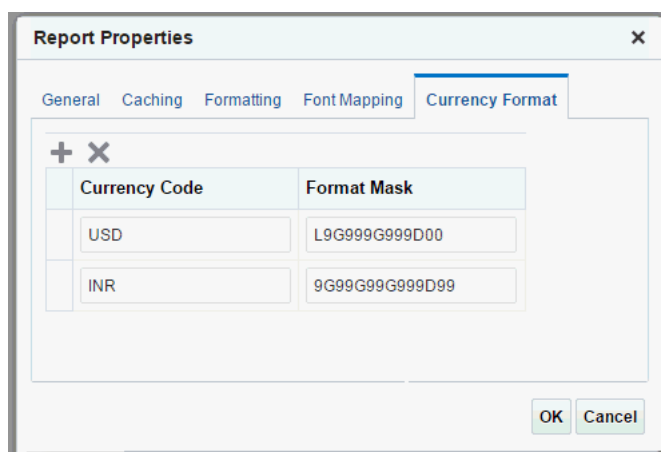 Report Properties
General Caching Formatting Font Mapping Currency Format
Currency Code Format Mask
USD L9G999G999D00
INR 9G99G99G999D99
OK Cancel